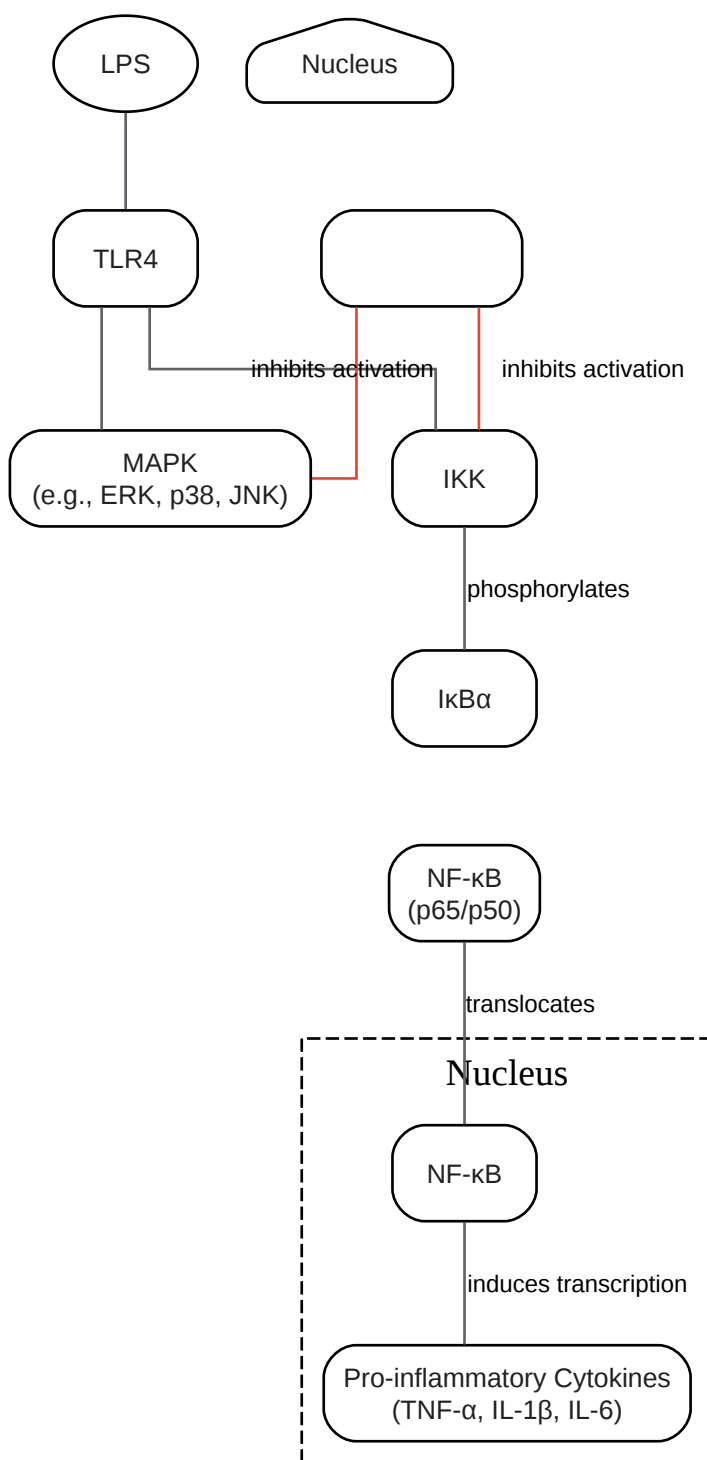 LPS
Nucleus
TLR4
inhibits activation
inhibits activation
MAPK
(e.g., ERK, p38, JNK)
IKK
phosphorylates
IκBα
NF-κB
(p65/p50)
translocates
Nucleus
NF-κB
induces transcription
Pro-inflammatory Cytokines
(TNF-α, IL-1β, IL-6)